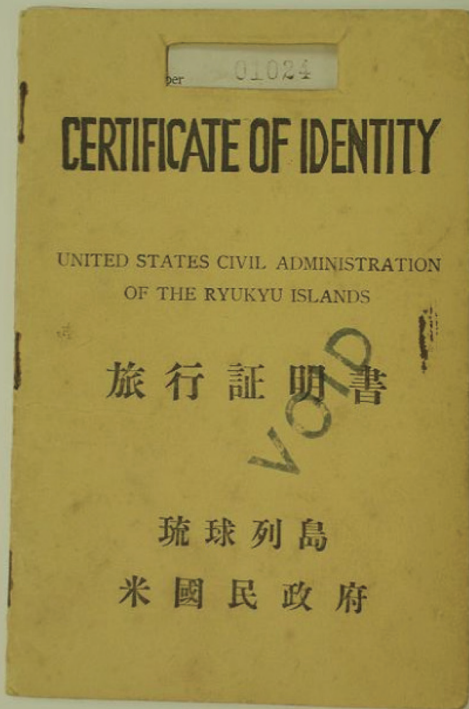 per 01024
CERTIFICATE OF IDENTITY
UNITED STATES CIVIL ADMINISTRATION
OF THE RYUKYU ISLANDS
旅行証明書
VOID
琉球列島
米國民政府